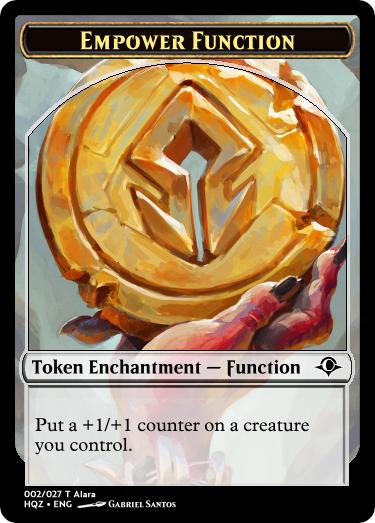 Empower Function
Token Enchantment — Function
Put a +1/+1 counter on a creature
you control.
002/027 T Alara
HQZ • ENG Gabriel Santos